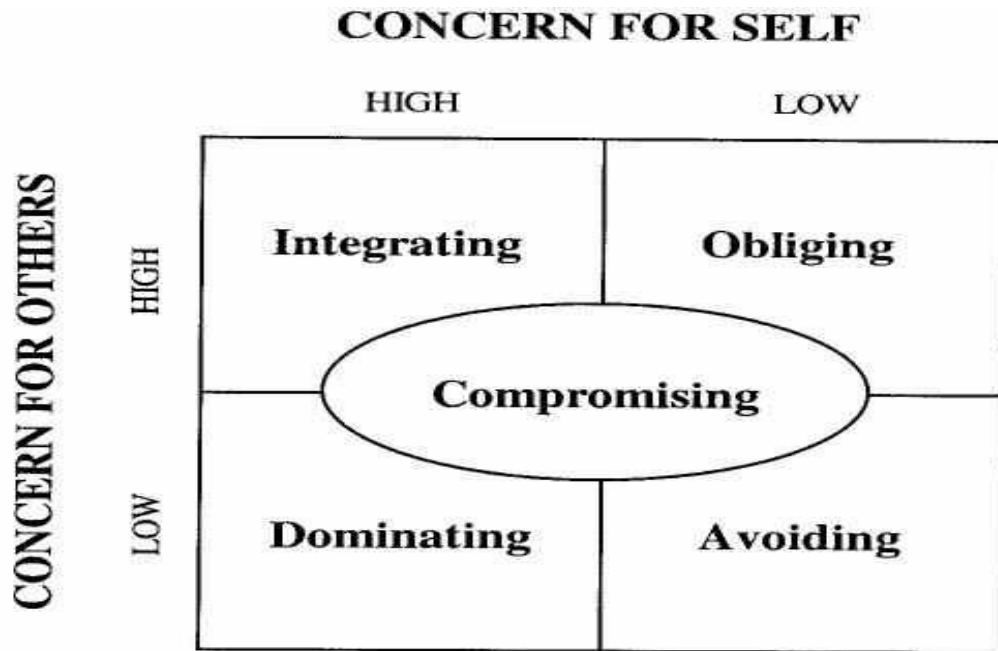 CONCERN FOR SELF
HIGH LOW
CONCERN FOR OTHERS
HIGH
Integrating Obliging
Compromising
LOW
Dominating Avoiding